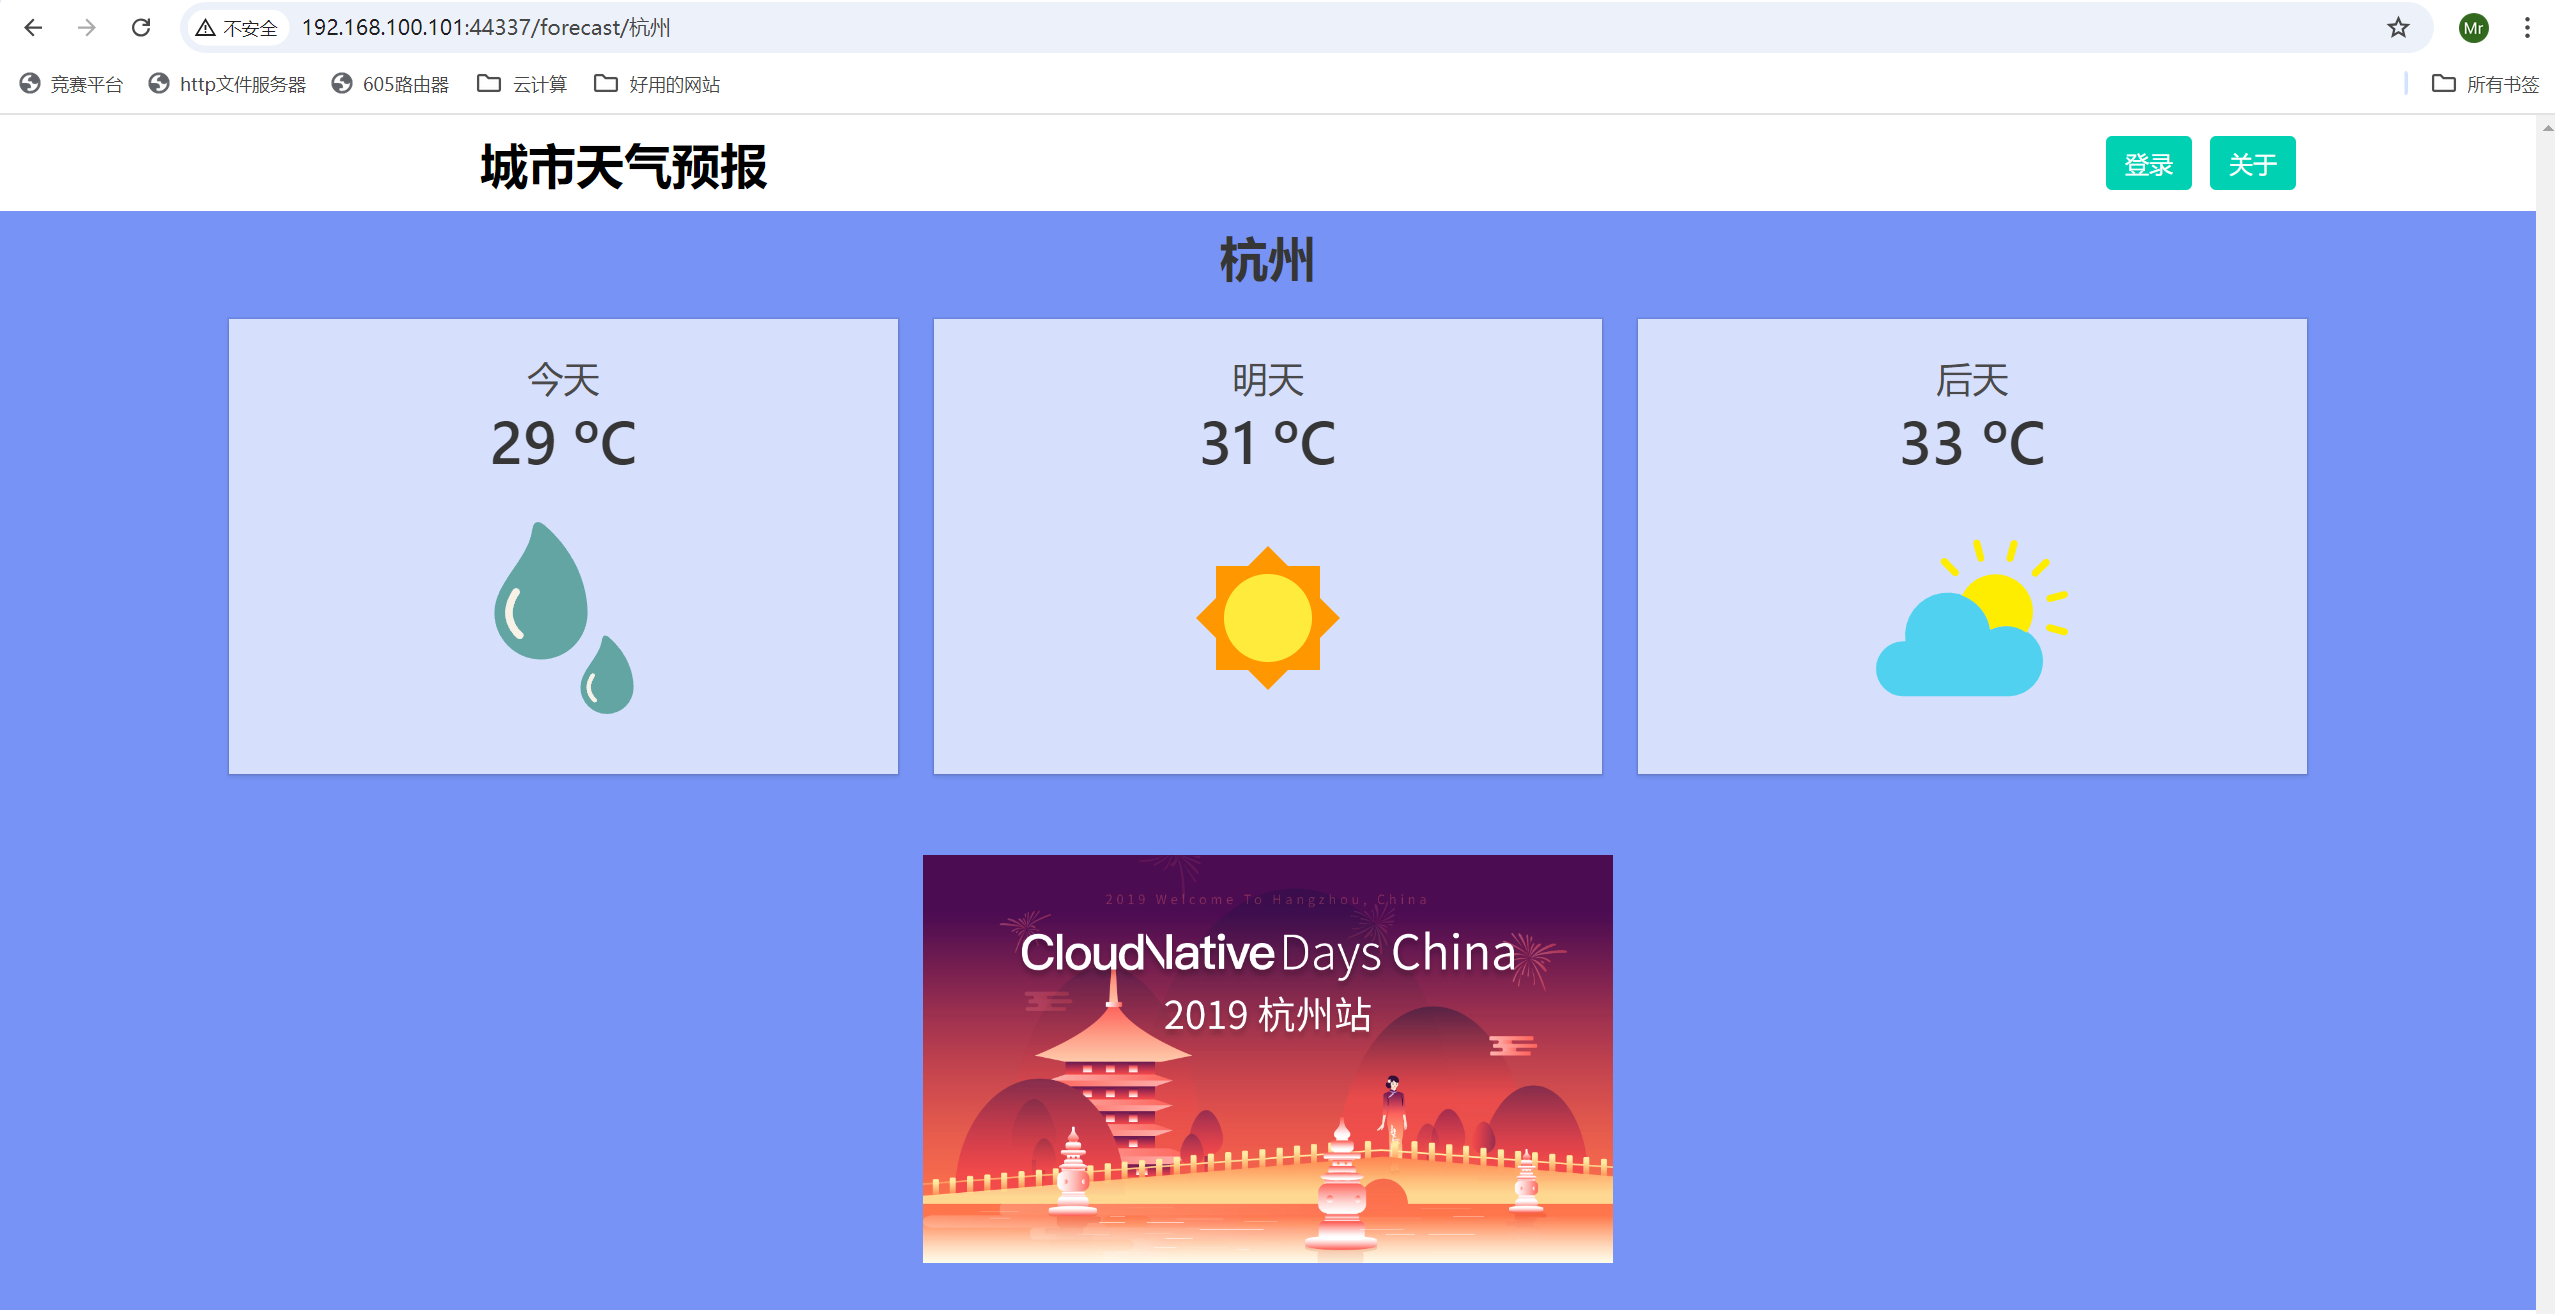 不安全 192.168.100.101:44337/forecast/杭州
Mr
竞赛平台 http文件服务器 605路由器 云计算 好用的网站 所有书签
城市天气预报 登录 关于
杭州
今天 明天 后天
29 °C 31 °C 33 °C
2019 Welcome To Hangzhou, China
CloudNative Days China
2019 杭州站